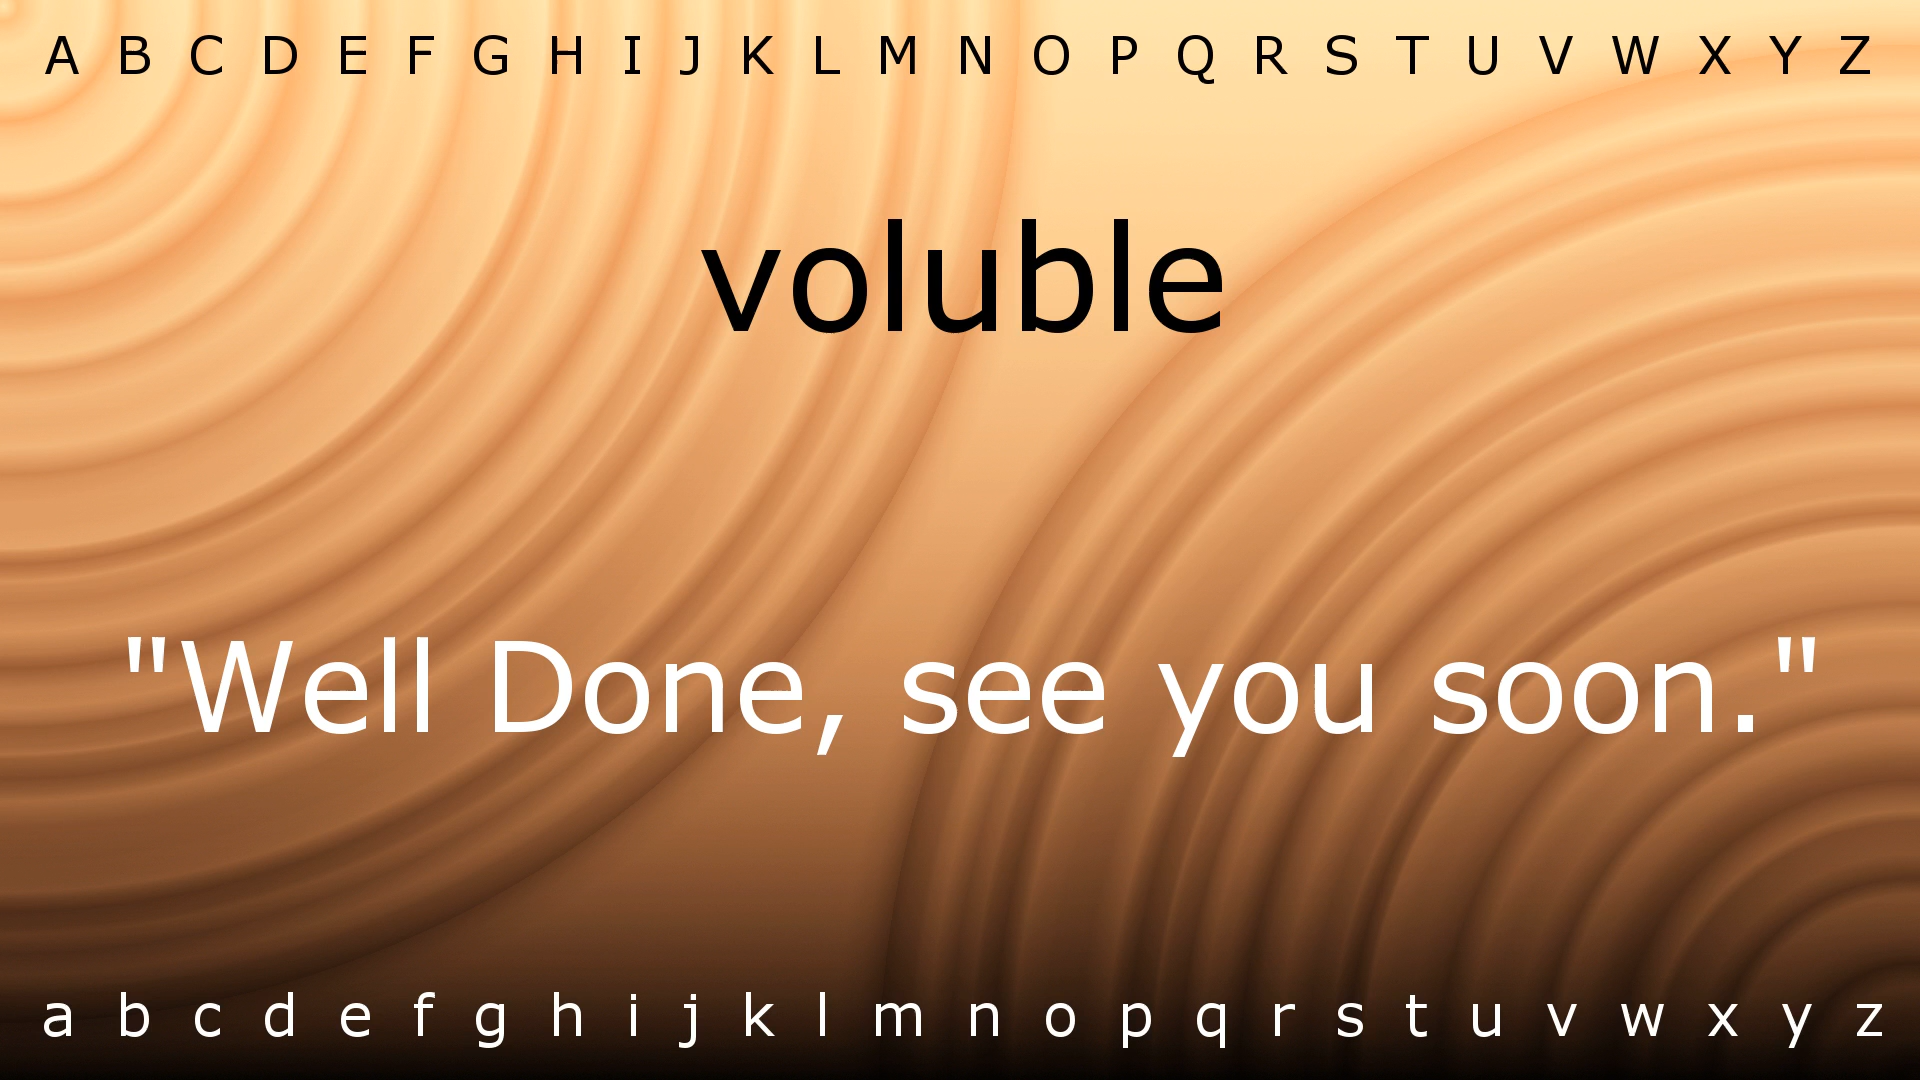 A B C D E F G H I J K L M N O P Q R S T U V W X Y Z
voluble
"Well Done, see you soon."
a b c d e f g h i j k l m n o p q r s t u v w x y z